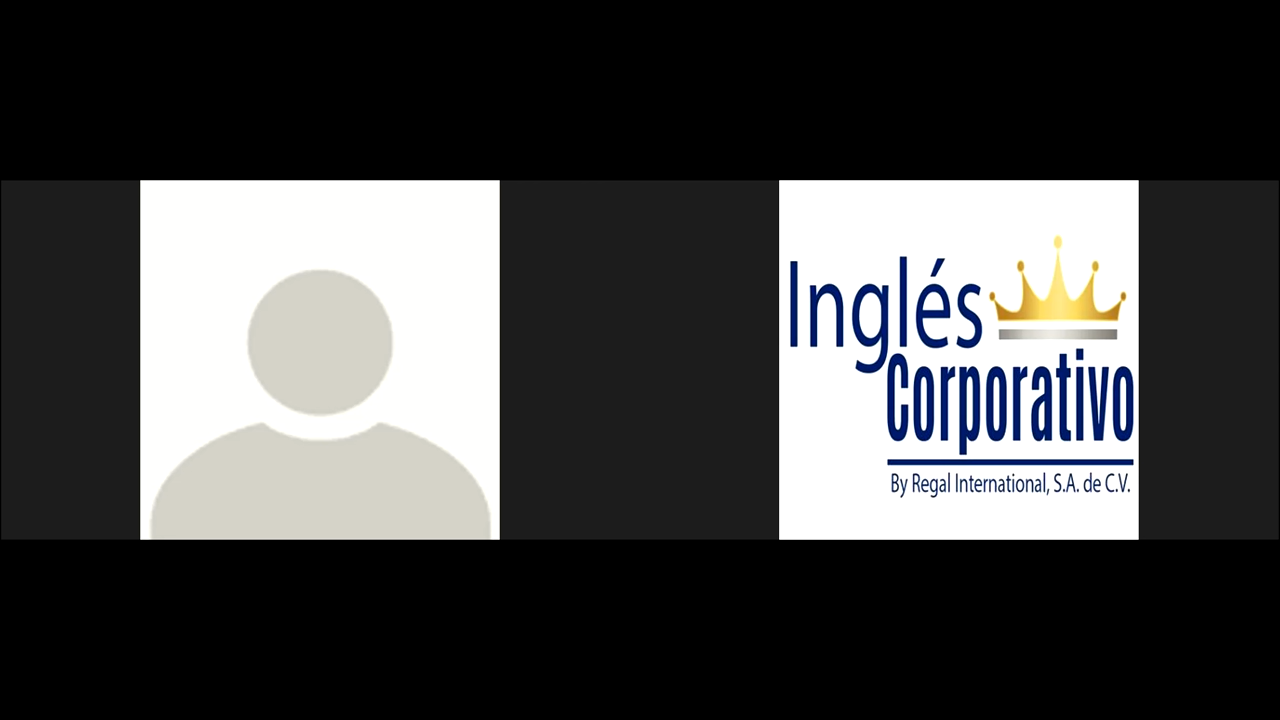 Inglés
Corporativo
By Regal International, S.A. de C.V.